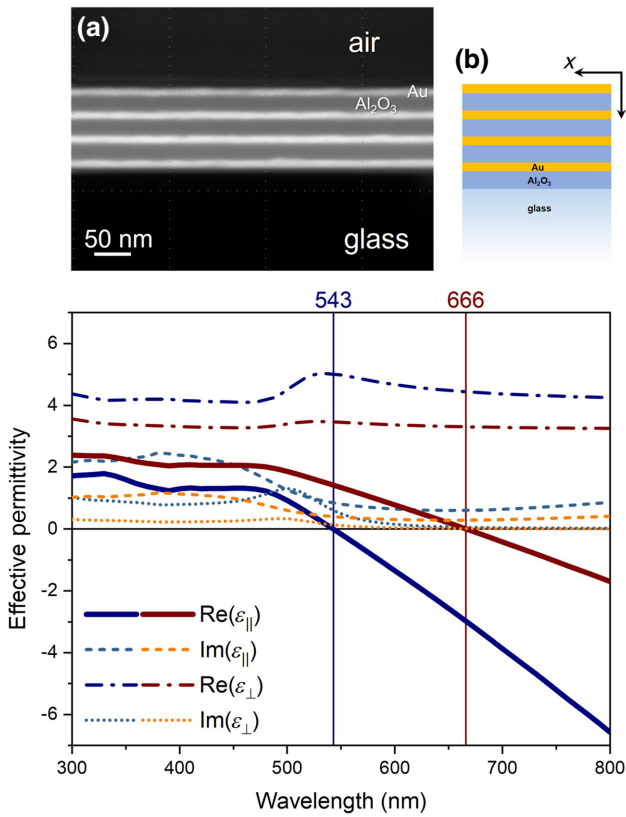 (a)
air
Au
Al₂O₃
50 nm
glass
(b)
x
Au
Al₂O₃
glass
543
666
Effective permittivity
6
4
2
0
-2
-4
-6
Re(ε||)
Im(ε||)
Re(ε⊥)
Im(ε⊥)
300
400
500
600
700
800
Wavelength (nm)